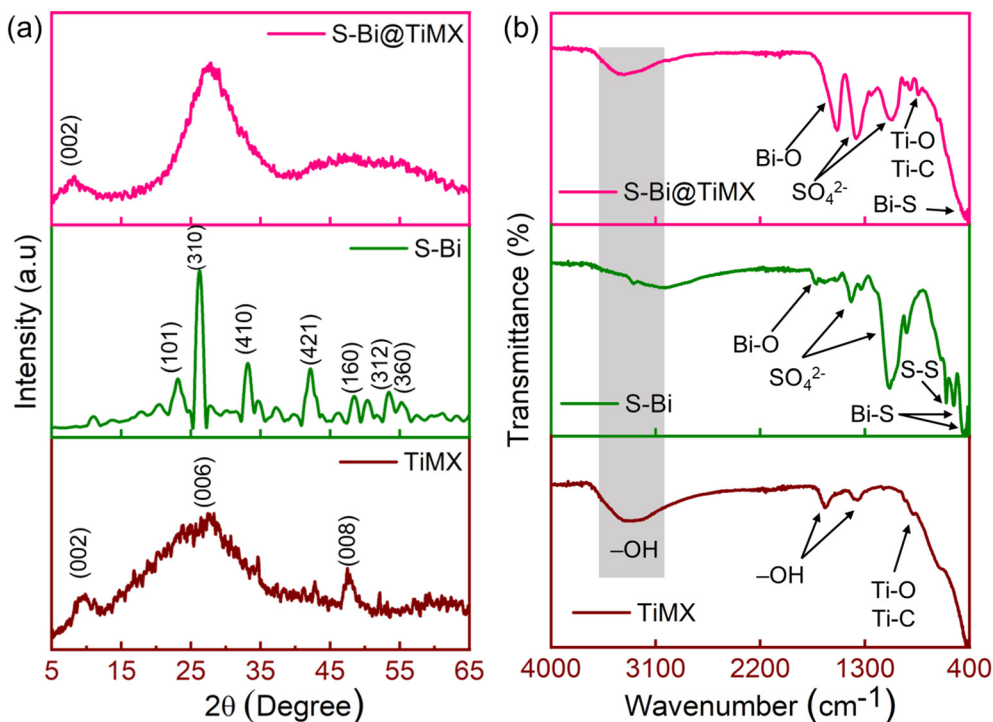 (a)
S-Bi@TiMX
(002)
S-Bi
(101)
(310)
(410)
(421)
(160)
(312)
(360)
TiMX
(002)
(006)
(008)
Intensity (a.u)
5 15 25 35 45 55 65
2θ (Degree)
(b)
Bi-O
SO₄²⁻
Ti-O
Ti-C
Bi-S
S-Bi@TiMX
Bi-O
SO₄²⁻
S-S
Bi-S
S-Bi
–OH
–OH
Ti-O
Ti-C
TiMX
Transmittance (%)
4000 3100 2200 1300 400
Wavenumber (cm⁻¹)